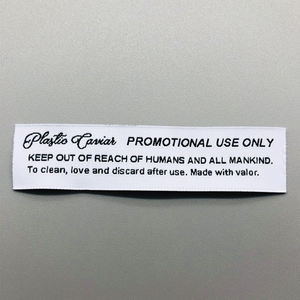 Plastic Caviar PROMOTIONAL USE ONLY
KEEP OUT OF REACH OF HUMANS AND ALL MANKIND.
To clean, love and discard after use. Made with valor.